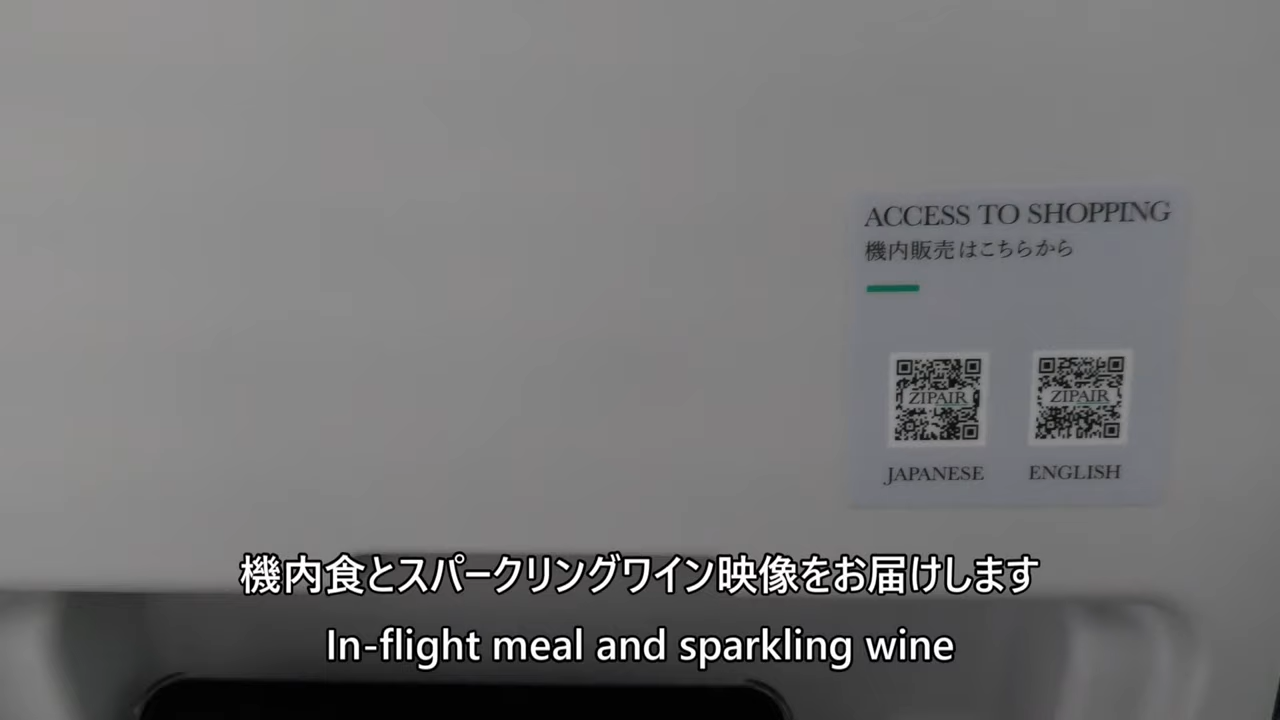 ACCESS TO SHOPPING
機内販売はこちらから
ZIPAIR ZIPAIR
JAPANESE ENGLISH
機内食とスパークリングワイン映像をお届けします
In-flight meal and sparkling wine